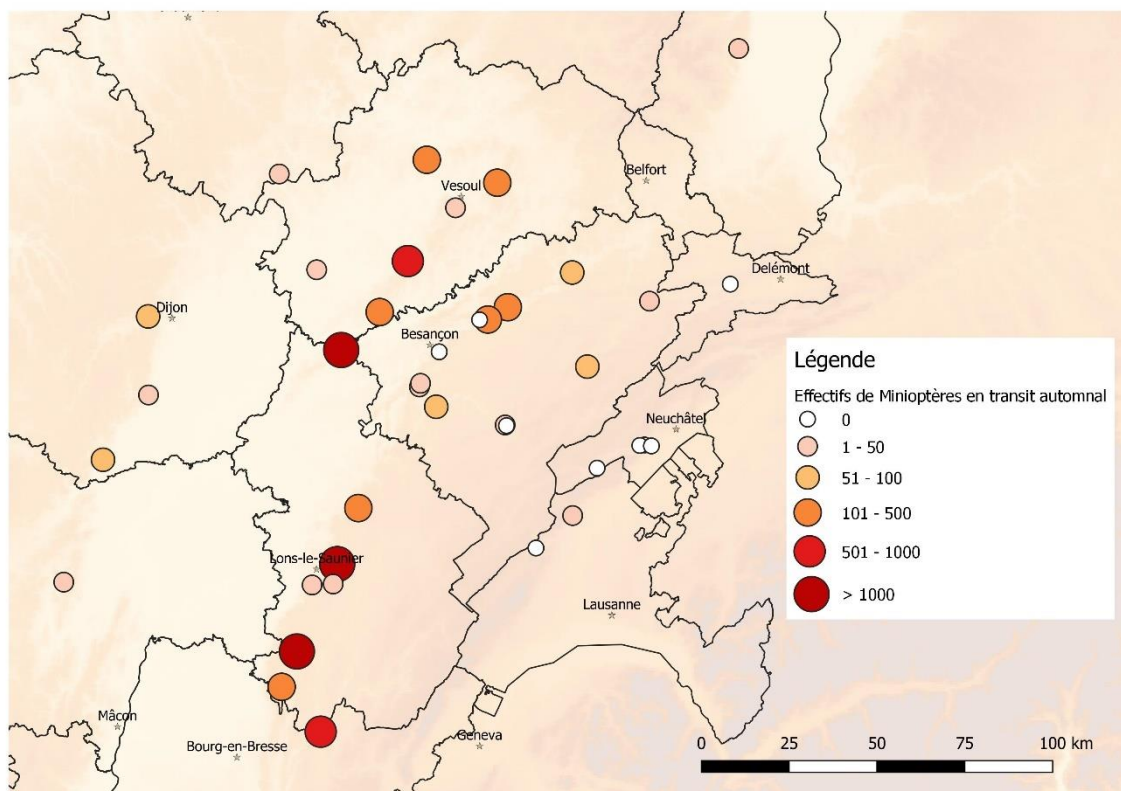 Belfort
Vesoul
Delémont
Dijon
Besançon
Neuchâtel
Lons-le-Saunier
Lausanne
Mâcon
Bourg-en-Bresse
Geneva
Légende
Effectifs de Minioptères en transit automnal
0
1 - 50
51 - 100
101 - 500
501 - 1000
> 1000
0 25 50 75 100 km